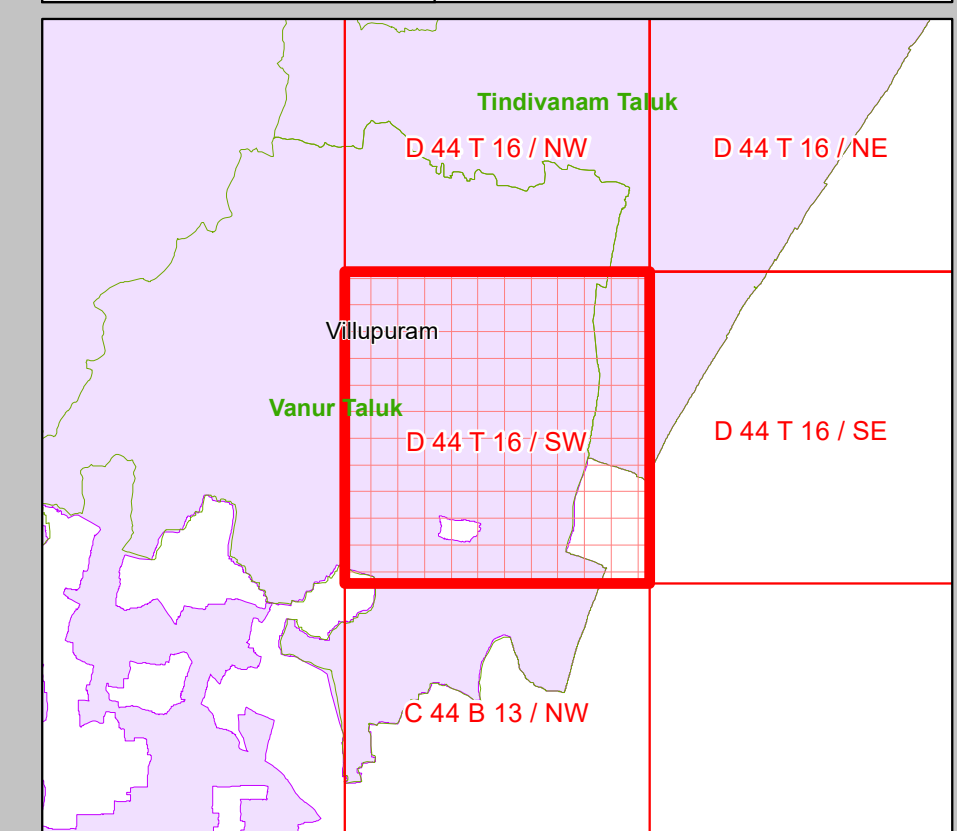 Tindivanam Taluk
D 44 T 16 / NW
D 44 T 16 / NE
Villupuram
Vanur Taluk
D 44 T 16 / SW
D 44 T 16 / SE
C 44 B 13 / NW